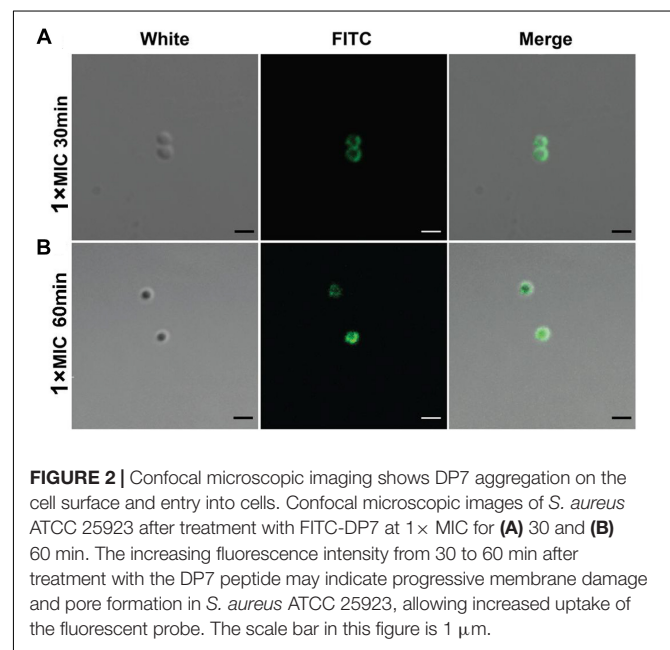 A
White FITC Merge
1×MIC 30min
B
1×MIC 60min
FIGURE 2 | Confocal microscopic imaging shows DP7 aggregation on the
cell surface and entry into cells. Confocal microscopic images of S. aureus
ATCC 25923 after treatment with FITC-DP7 at 1× MIC for (A) 30 and (B)
60 min. The increasing fluorescence intensity from 30 to 60 min after
treatment with the DP7 peptide may indicate progressive membrane damage
and pore formation in S. aureus ATCC 25923, allowing increased uptake of
the fluorescent probe. The scale bar in this figure is 1 μm.